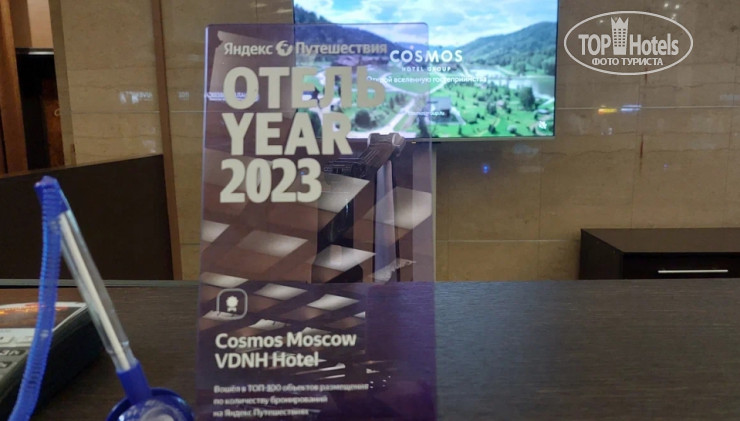 Яндекс Путешествия
ОТЕЛЬ
YEAR
2023
Cosmos Moscow
VDNH Hotel
Вошёл в ТОП-100 объектов размещения
по количеству бронирований
на Яндекс Путешествиях
COSMOS
HOTEL GROUP
TOP Hotels
ФОТО ТУРИСТА